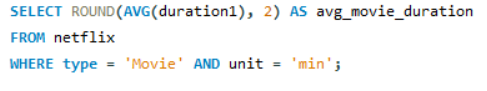 SELECT ROUND(AVG(duration1), 2) AS avg_movie_duration
FROM netflix
WHERE type = 'Movie' AND unit = 'min';